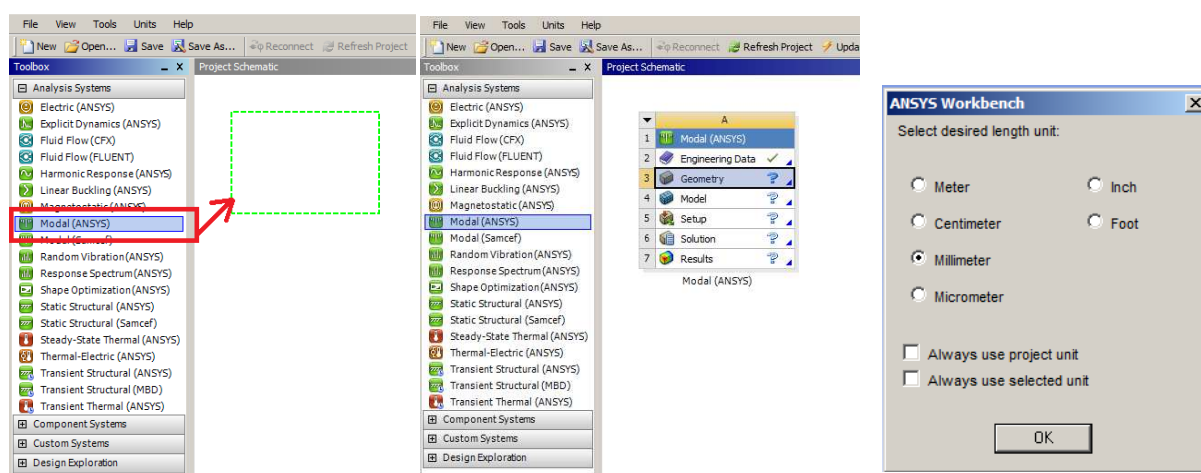 File View Tools Units Help
New Open... Save Save As... Reconnect Refresh Project
Toolbox
Project Schematic
Analysis Systems
Electric (ANSYS)
Explicit Dynamics (ANSYS)
Fluid Flow (CFX)
Fluid Flow (FLUENT)
Harmonic Response (ANSYS)
Linear Buckling (ANSYS)
Magnetostatic (ANSYS)
Modal (ANSYS)
Modal (Samcef)
Random Vibration (ANSYS)
Response Spectrum (ANSYS)
Shape Optimization (ANSYS)
Static Structural (ANSYS)
Static Structural (Samcef)
Steady-State Thermal (ANSYS)
Thermal-Electric (ANSYS)
Transient Structural (ANSYS)
Transient Structural (MBD)
Transient Thermal (ANSYS)
Component Systems
Custom Systems
Design Exploration
File View Tools Units Help
New Open... Save Save As... Reconnect Refresh Project Upda
Toolbox
Project Schematic
Analysis Systems
Electric (ANSYS)
Explicit Dynamics (ANSYS)
Fluid Flow (CFX)
Fluid Flow (FLUENT)
Harmonic Response (ANSYS)
Linear Buckling (ANSYS)
Magnetostatic (ANSYS)
Modal (ANSYS)
Modal (Samcef)
Random Vibration (ANSYS)
Response Spectrum (ANSYS)
Shape Optimization (ANSYS)
Static Structural (ANSYS)
Static Structural (Samcef)
Steady-State Thermal (ANSYS)
Thermal-Electric (ANSYS)
Transient Structural (ANSYS)
Transient Structural (MBD)
Transient Thermal (ANSYS)
Component Systems
Custom Systems
Design Exploration
A
1 Modal (ANSYS)
2 Engineering Data
3 Geometry
4 Model
5 Setup
6 Solution
7 Results
Modal (ANSYS)
ANSYS Workbench
Select desired length unit:
Meter Inch
Centimeter Foot
Millimeter
Micrometer
Always use project unit
Always use selected unit
OK